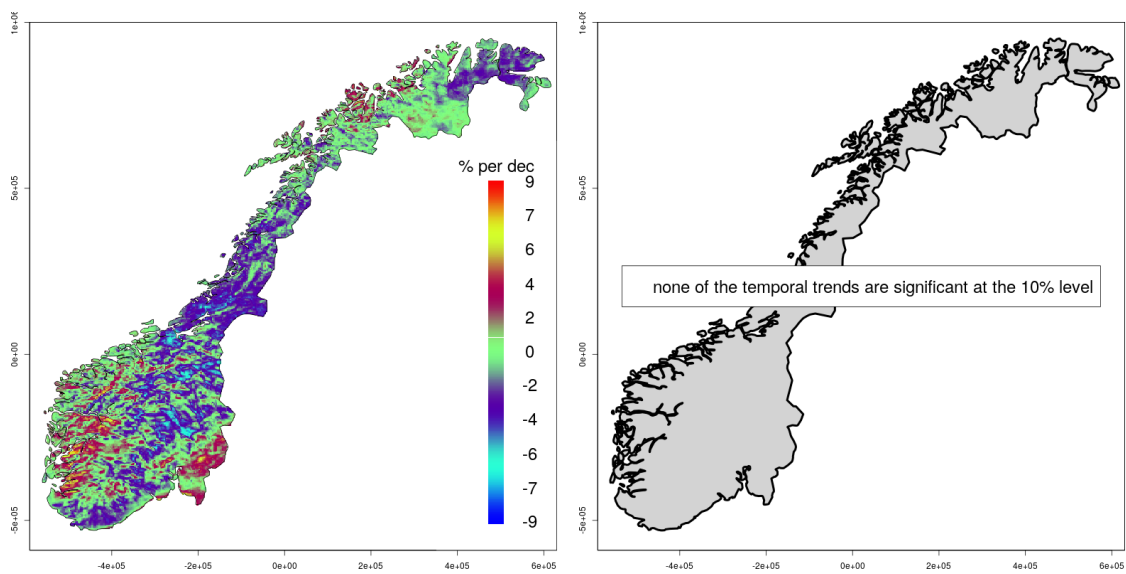 1e+06
5e+05
0e+00
-5e+05
% per dec
9
7
6
4
2
0
-2
-4
-6
-7
-9
-4e+05 -2e+05 0e+00 2e+05 4e+05 6e+05
5e+05
0e+00
-5e+05
none of the temporal trends are significant at the 10% level
-4e+05 -2e+05 0e+00 2e+05 4e+05 6e+05